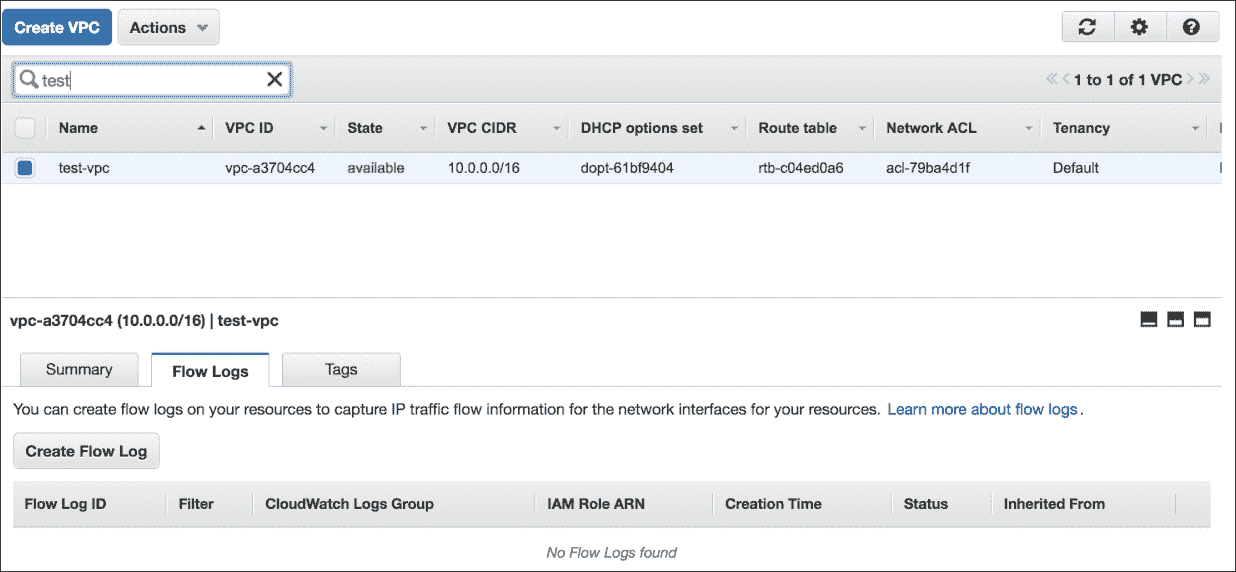 Create VPC Actions
test 1 to 1 of 1 VPC
Name VPC ID State VPC CIDR DHCP options set Route table Network ACL Tenancy
test-vpc vpc-a3704cc4 available 10.0.0.0/16 dopt-61bf9404 rtb-c04ed0a6 acl-79ba4d1f Default
vpc-a3704cc4 (10.0.0.0/16) | test-vpc
Summary Flow Logs Tags
You can create flow logs on your resources to capture IP traffic flow information for the network interfaces for your resources. Learn more about flow logs.
Create Flow Log
Flow Log ID Filter CloudWatch Logs Group IAM Role ARN Creation Time Status Inherited From
No Flow Logs found